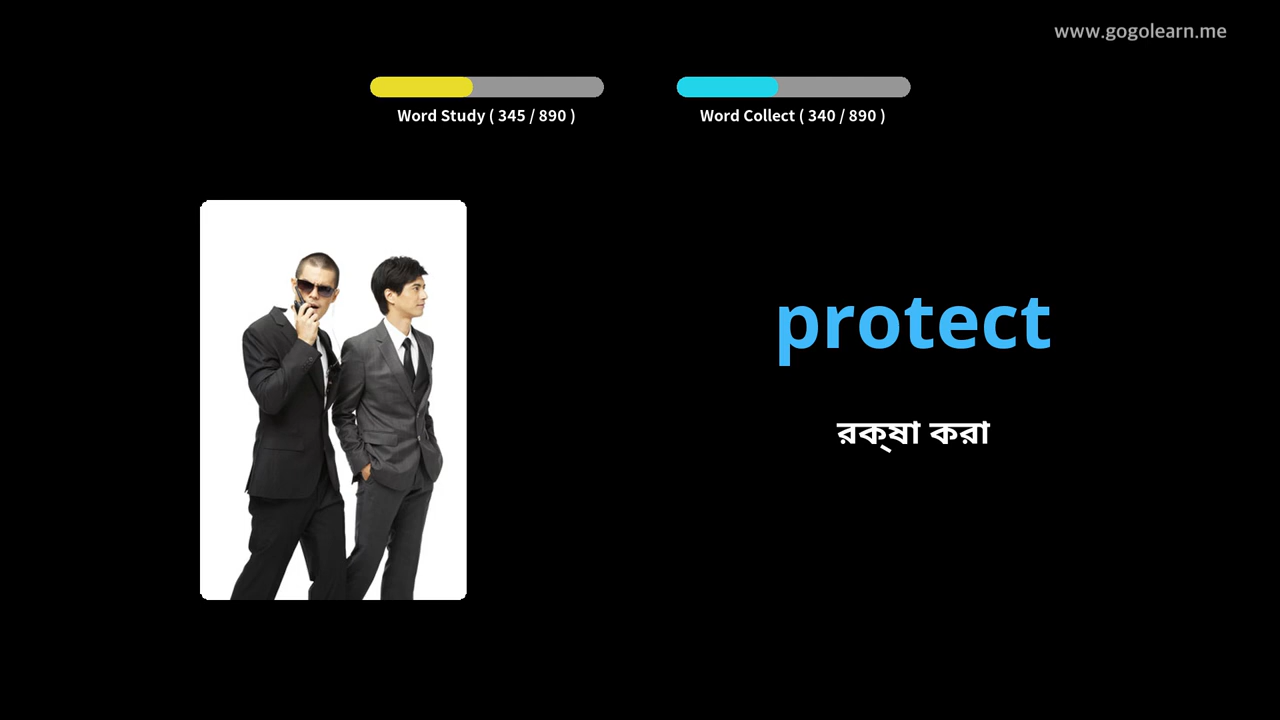 www.gogolearn.me
Word Study ( 345 / 890 )
Word Collect ( 340 / 890 )
protect
রক্‌ষা করা